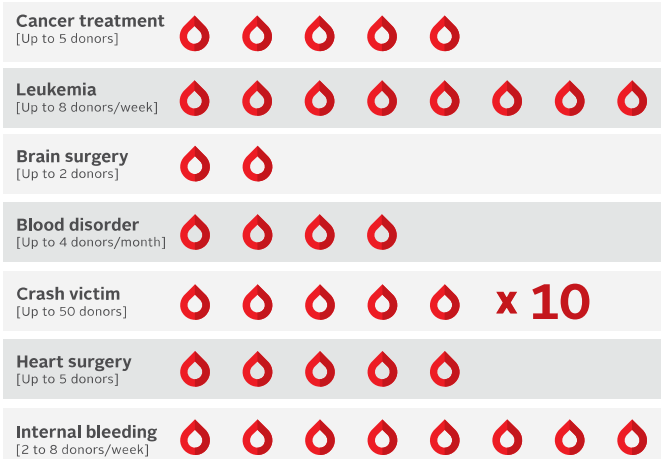 Cancer treatment
[Up to 5 donors]
Leukemia
[Up to 8 donors/week]
Brain surgery
[Up to 2 donors]
Blood disorder
[Up to 4 donors/month]
Crash victim
[Up to 50 donors]
x 10
Heart surgery
[Up to 5 donors]
Internal bleeding
[2 to 8 donors/week]